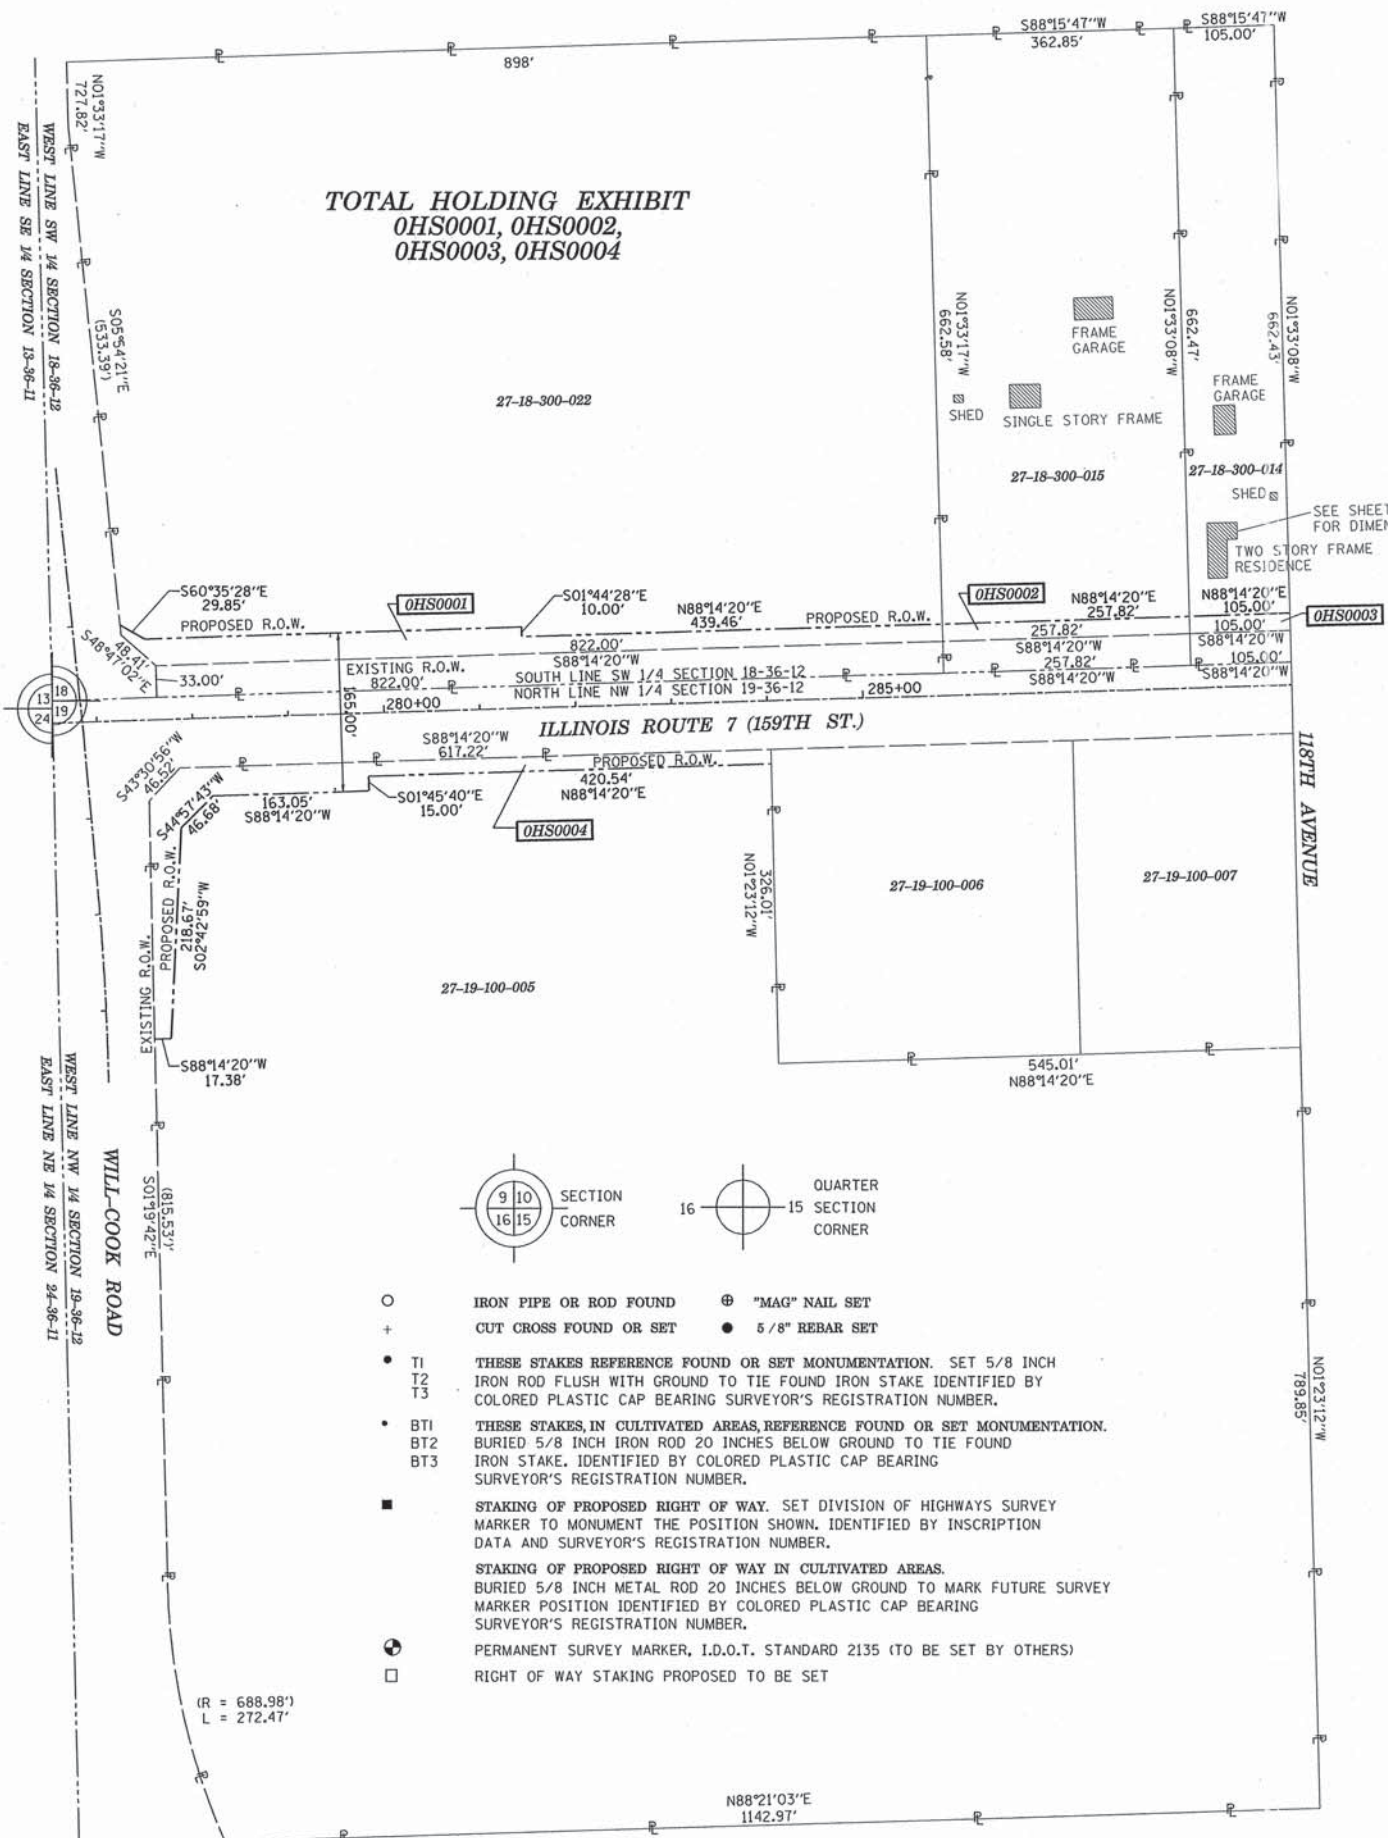 S88°15'47"W
362.85'
S88°15'47"W
105.00'
898'
N01°33'17"W
727.82'
WEST LINE SW 1/4 SECTION 18-36-12
EAST LINE SE 1/4 SECTION 13-36-11
TOTAL HOLDING EXHIBIT
0HS0001, 0HS0002,
0HS0003, 0HS0004
S05°54'21"E
(533.39')
27-18-300-022
N01°33'17"W
662.58'
FRAME
GARAGE
SHED
SINGLE STORY FRAME
27-18-300-015
N01°33'08"W
662.47'
N01°33'08"W
662.43'
FRAME
GARAGE
27-18-300-014
SHED
SEE SHEET
FOR DIMEN
TWO STORY FRAME
RESIDENCE
S60°35'28"E
29.85'
PROPOSED R.O.W.
0HS0001
S01°44'28"E
10.00'
N88°14'20"E
439.46'
PROPOSED R.O.W.
0HS0002
N88°14'20"E
257.82'
N88°14'20"E
105.00'
0HS0003
48.41'
S48°47'02"E
33.00'
822.00'
S88°14'20"W
257.82'
S88°14'20"W
105.00'
S88°14'20"W
EXISTING R.O.W.
822.00'
SOUTH LINE SW 1/4 SECTION 18-36-12
NORTH LINE NW 1/4 SECTION 19-36-12
257.82'
S88°14'20"W
105.00'
S88°14'20"W
13 18
24 19
165.00'
280+00
285+00
ILLINOIS ROUTE 7 (159TH ST.)
S88°14'20"W
617.22'
PROPOSED R.O.W.
420.54'
N88°14'20"E
S43°30'56"W
46.52'
S44°57'43"W
46.68'
163.05'
S88°14'20"W
S01°45'40"E
15.00'
0HS0004
118TH AVENUE
EXISTING R.O.W.
PROPOSED R.O.W.
218.67'
S02°42'59"W
326.01'
N01°23'12"W
27-19-100-006
27-19-100-007
27-19-100-005
S88°14'20"W
17.38'
545.01'
N88°14'20"E
WEST LINE NW 1/4 SECTION 19-36-12
EAST LINE NE 1/4 SECTION 24-36-11
WILL-COOK ROAD
(815.53')
S01°19'42"E
9 10
16 15
SECTION
CORNER
16
15
QUARTER
SECTION
CORNER
IRON PIPE OR ROD FOUND
"MAG" NAIL SET
CUT CROSS FOUND OR SET
5/8" REBAR SET
T1 THESE STAKES REFERENCE FOUND OR SET MONUMENTATION. SET 5/8 INCH
T2 IRON ROD FLUSH WITH GROUND TO TIE FOUND IRON STAKE IDENTIFIED BY
T3 COLORED PLASTIC CAP BEARING SURVEYOR'S REGISTRATION NUMBER.
BT1 THESE STAKES, IN CULTIVATED AREAS, REFERENCE FOUND OR SET MONUMENTATION.
BT2 BURIED 5/8 INCH IRON ROD 20 INCHES BELOW GROUND TO TIE FOUND
BT3 IRON STAKE. IDENTIFIED BY COLORED PLASTIC CAP BEARING
SURVEYOR'S REGISTRATION NUMBER.
STAKING OF PROPOSED RIGHT OF WAY. SET DIVISION OF HIGHWAYS SURVEY
MARKER TO MONUMENT THE POSITION SHOWN. IDENTIFIED BY INSCRIPTION
DATA AND SURVEYOR'S REGISTRATION NUMBER.
STAKING OF PROPOSED RIGHT OF WAY IN CULTIVATED AREAS.
BURIED 5/8 INCH METAL ROD 20 INCHES BELOW GROUND TO MARK FUTURE SURVEY
MARKER POSITION IDENTIFIED BY COLORED PLASTIC CAP BEARING
SURVEYOR'S REGISTRATION NUMBER.
PERMANENT SURVEY MARKER, I.D.O.T. STANDARD 2135 (TO BE SET BY OTHERS)
RIGHT OF WAY STAKING PROPOSED TO BE SET
N01°23'12"W
789.85'
(R = 688.98')
L = 272.47'
N88°21'03"E
1142.97'